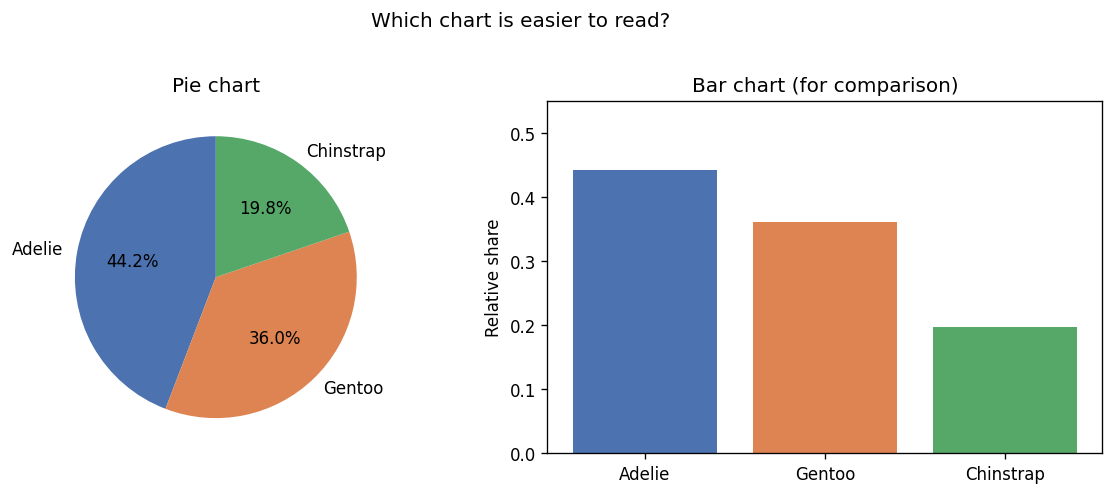 Which chart is easier to read?
Pie chart
Chinstrap
19.8%
Adelie
44.2%
36.0%
Gentoo
Bar chart (for comparison)
Relative share
0.5
0.4
0.3
0.2
0.1
0.0
Adelie
Gentoo
Chinstrap